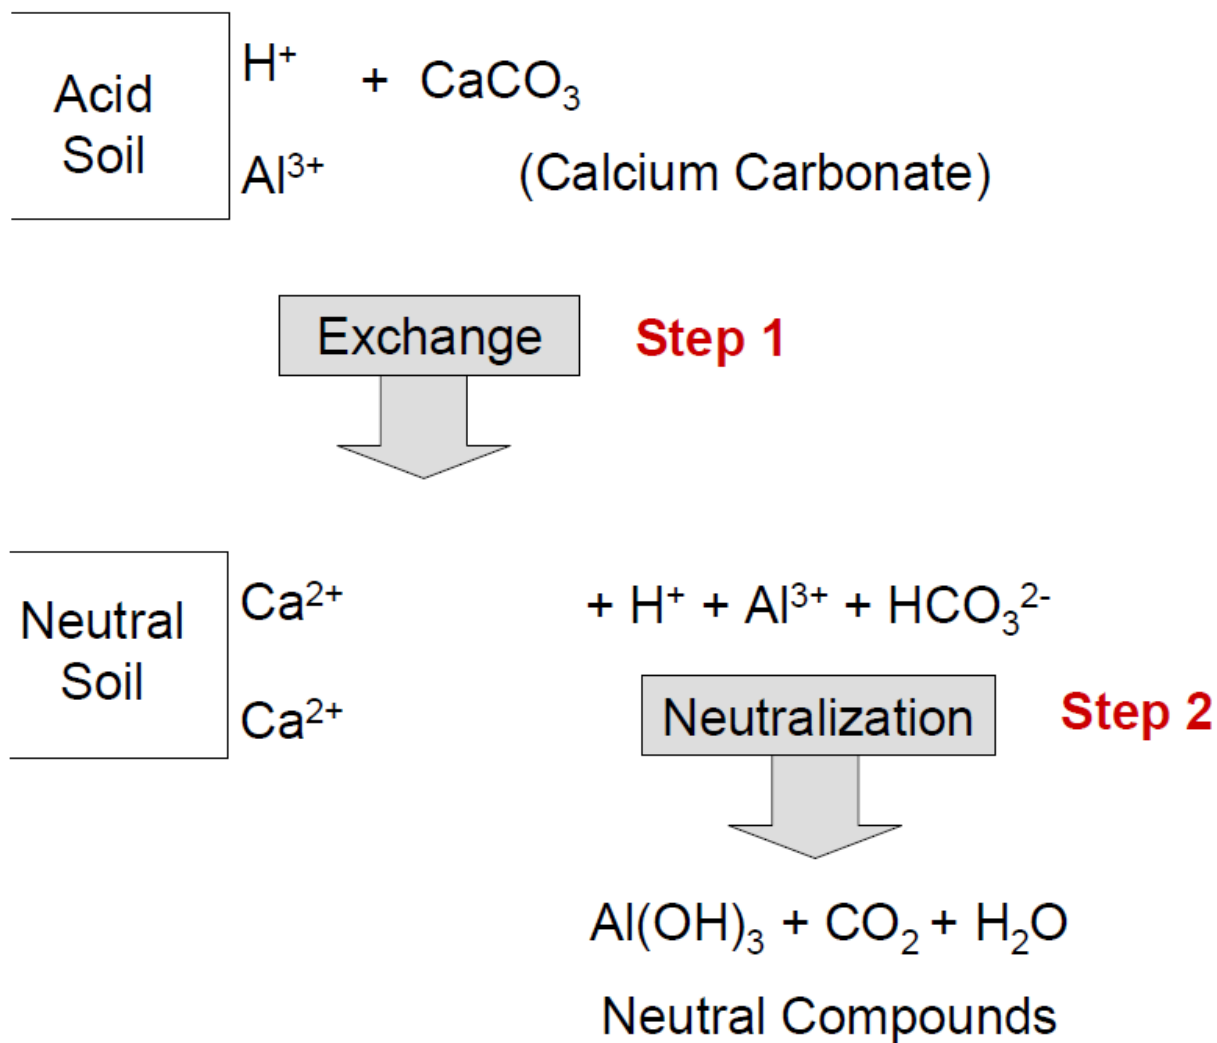 Acid
Soil
H⁺ + CaCO₃
Al³⁺ (Calcium Carbonate)
Exchange Step 1
Neutral
Soil
Ca²⁺ + H⁺ + Al³⁺ + HCO₃²⁻
Ca²⁺
Neutralization Step 2
Al(OH)₃ + CO₂ + H₂O
Neutral Compounds